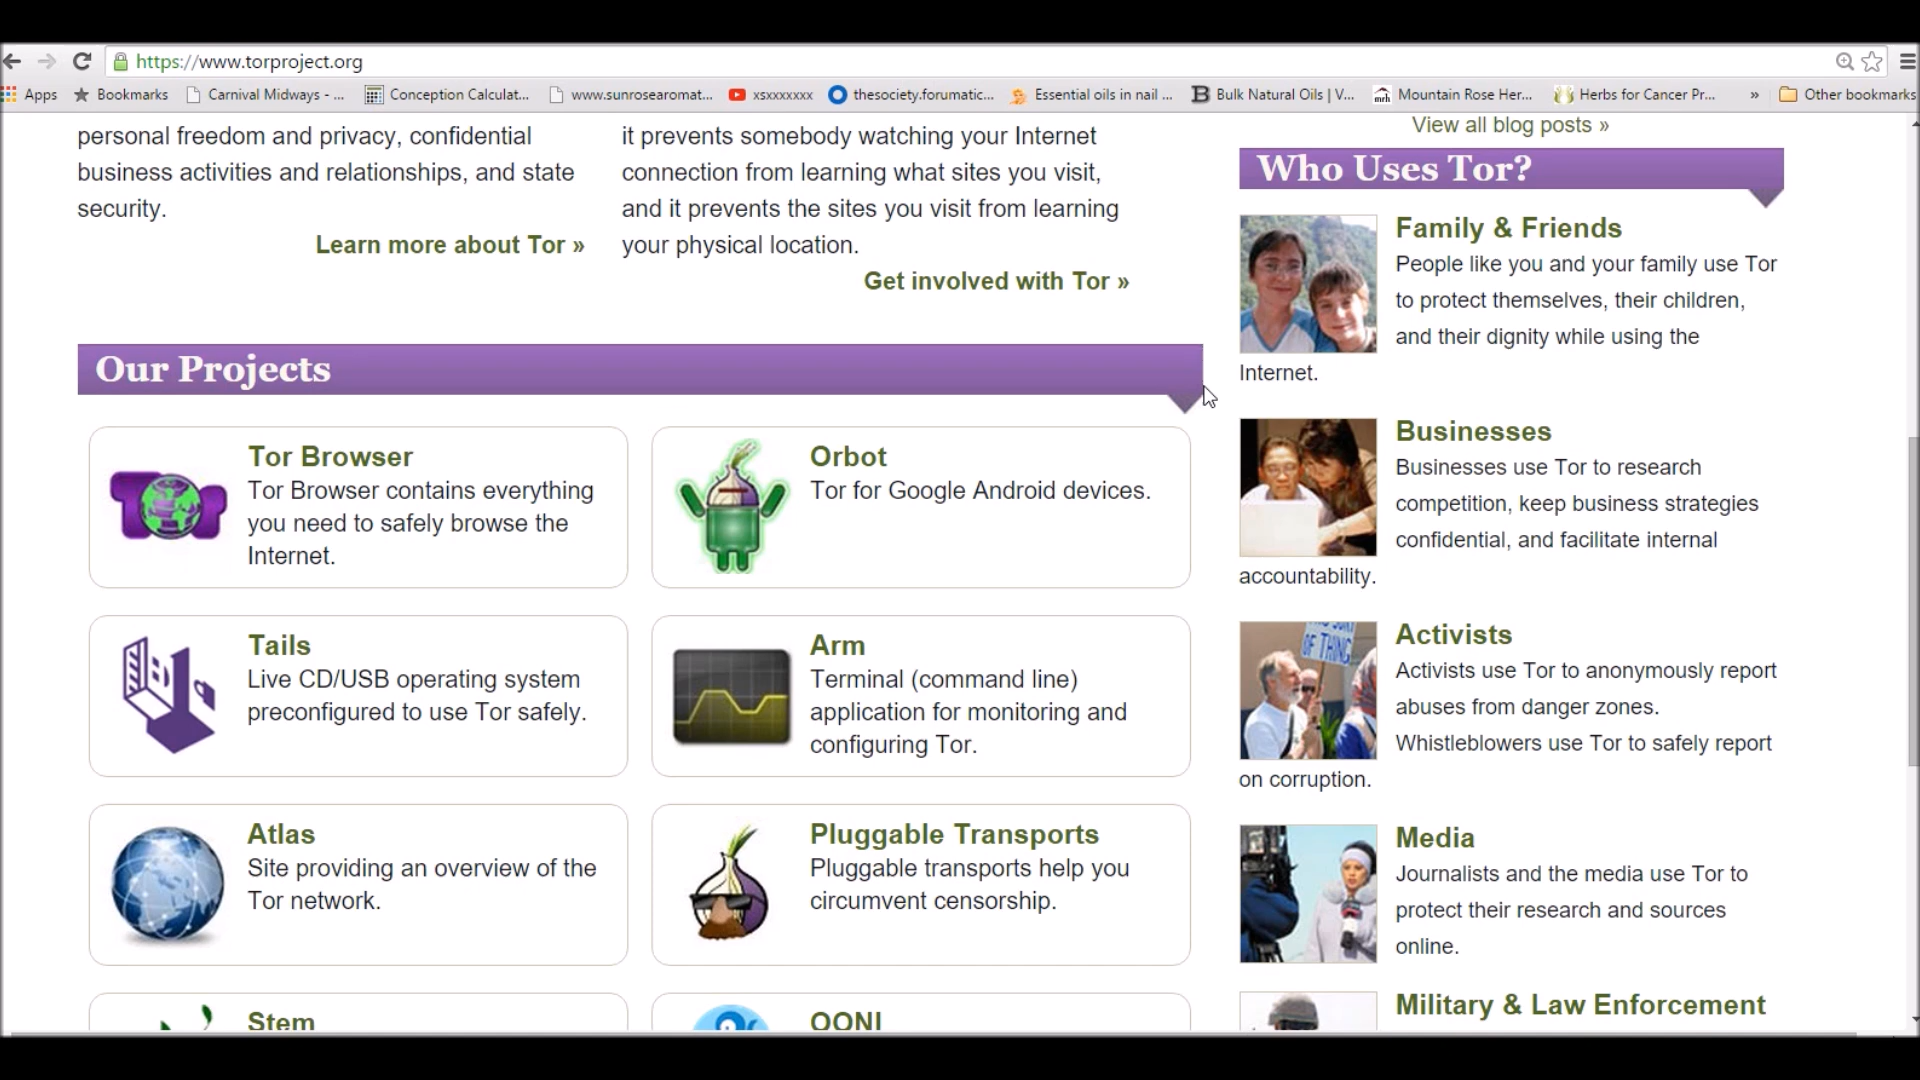 https://www.torproject.org
Apps Bookmarks Carnival Midways - ... Conception Calculat... www.sunrosearomat... xsxxxxxxx thesociety.forumatic... Essential oils in nail ... Bulk Natural Oils | V... Mountain Rose Her... Herbs for Cancer Pr... » Other bookmarks
personal freedom and privacy, confidential
business activities and relationships, and state
security.
Learn more about Tor »
it prevents somebody watching your Internet
connection from learning what sites you visit,
and it prevents the sites you visit from learning
your physical location.
Get involved with Tor »
Our Projects
Tor Browser
Tor Browser contains everything
you need to safely browse the
Internet.
Orbot
Tor for Google Android devices.
Tails
Live CD/USB operating system
preconfigured to use Tor safely.
Arm
Terminal (command line)
application for monitoring and
configuring Tor.
Atlas
Site providing an overview of the
Tor network.
Pluggable Transports
Pluggable transports help you
circumvent censorship.
Stem
OONI
View all blog posts »
Who Uses Tor?
Family & Friends
People like you and your family use Tor
to protect themselves, their children,
and their dignity while using the
Internet.
Businesses
Businesses use Tor to research
competition, keep business strategies
confidential, and facilitate internal
accountability.
OF THING
Activists
Activists use Tor to anonymously report
abuses from danger zones.
Whistleblowers use Tor to safely report
on corruption.
Media
Journalists and the media use Tor to
protect their research and sources
online.
Military & Law Enforcement